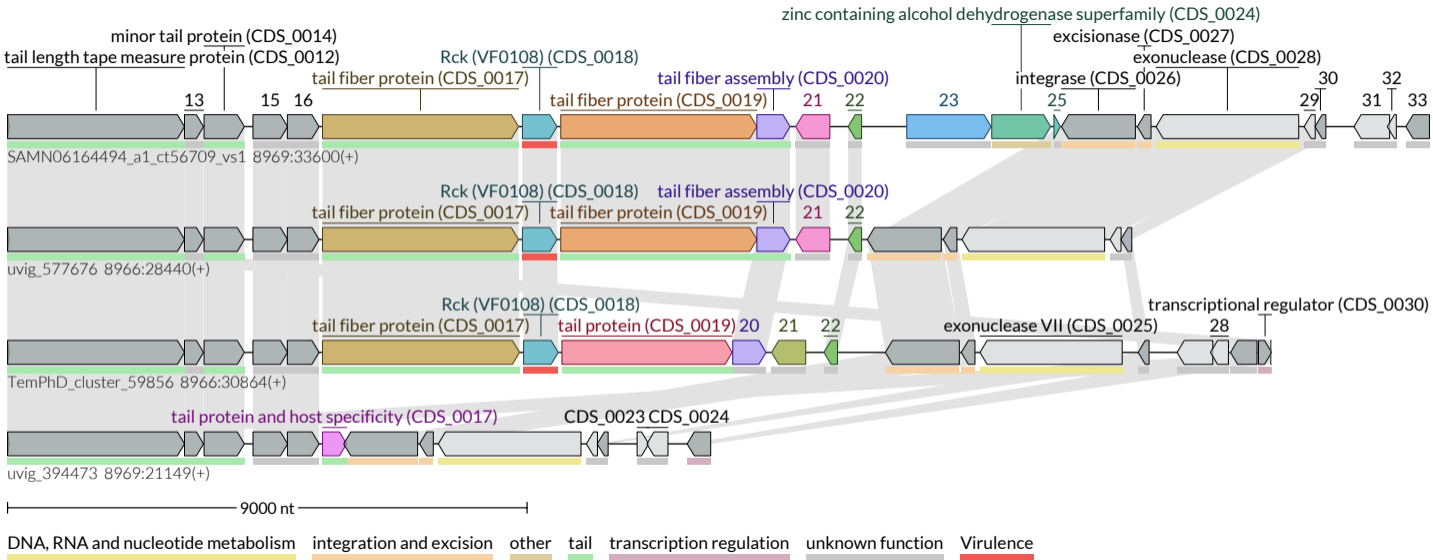 zinc containing alcohol dehydrogenase superfamily (CDS_0024)
minor tail protein (CDS_0014) excisionase (CDS_0027)
tail length tape measure protein (CDS_0012) Rck (VF0108) (CDS_0018) exonuclease (CDS_0028)
tail fiber protein (CDS_0017) tail fiber assembly (CDS_0020) integrase (CDS_0026) 30 32
13 15 16 tail fiber protein (CDS_0019) 21 22 23 25 29 31 33
SAMN06164494_a1_ct56709_vs1 8969:33600(+)
Rck (VF0108) (CDS_0018) tail fiber assembly (CDS_0020)
tail fiber protein (CDS_0017) tail fiber protein (CDS_0019) 21 22
uvig_577676 8966:28440(+)
Rck (VF0108) (CDS_0018) transcriptional regulator (CDS_0030)
tail fiber protein (CDS_0017) tail protein (CDS_0019) 20 21 22 exonuclease VII (CDS_0025) 28
TemPhD_cluster_59856 8966:30864(+)
tail protein and host specificity (CDS_0017) CDS_0023 CDS_0024
uvig_394473 8969:21149(+)
9000 nt
DNA, RNA and nucleotide metabolism integration and excision other tail transcription regulation unknown function Virulence